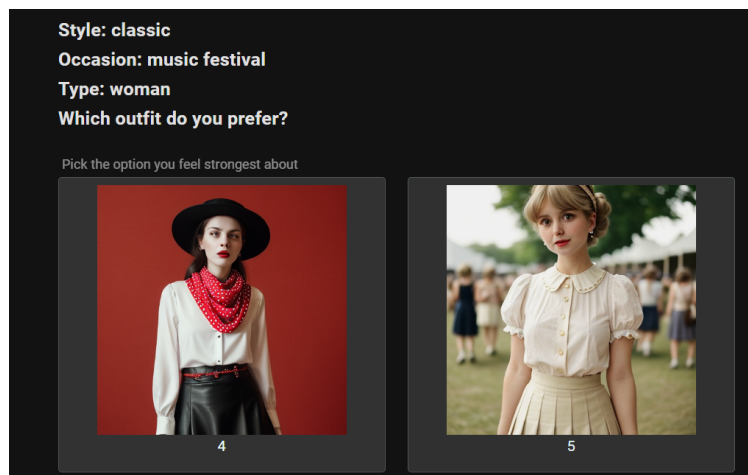 Style: classic
Occasion: music festival
Type: woman
Which outfit do you prefer?
Pick the option you feel strongest about
4
5